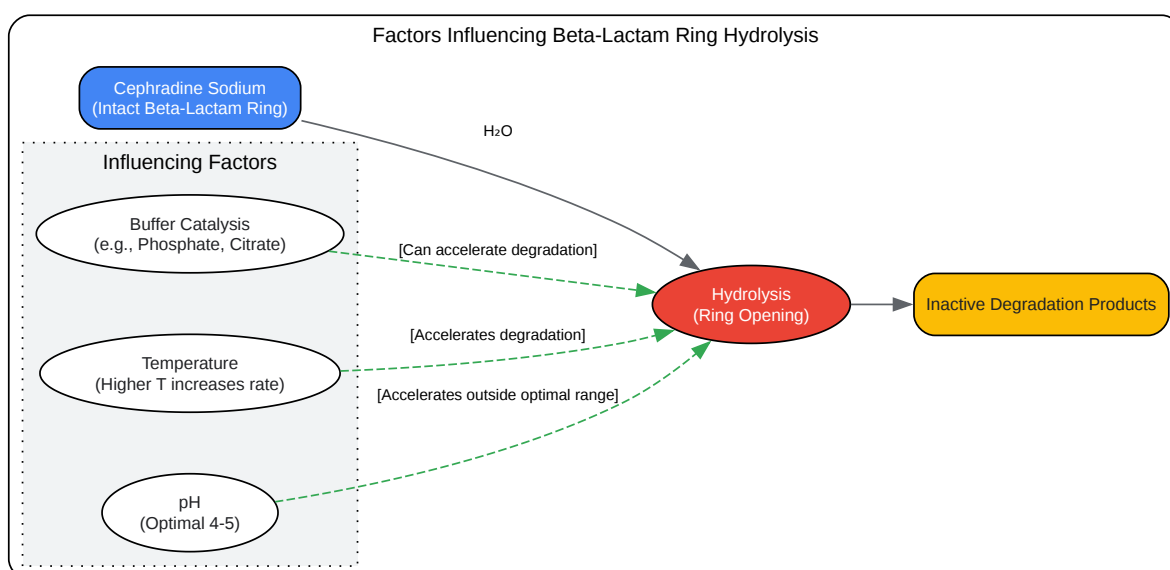 Factors Influencing Beta-Lactam Ring Hydrolysis
Cephradine Sodium
(Intact Beta-Lactam Ring)
H₂O
Influencing Factors
Buffer Catalysis
(e.g., Phosphate, Citrate)
[Can accelerate degradation]
Hydrolysis
(Ring Opening)
Inactive Degradation Products
[Accelerates degradation]
Temperature
(Higher T increases rate)
[Accelerates outside optimal range]
pH
(Optimal 4-5)